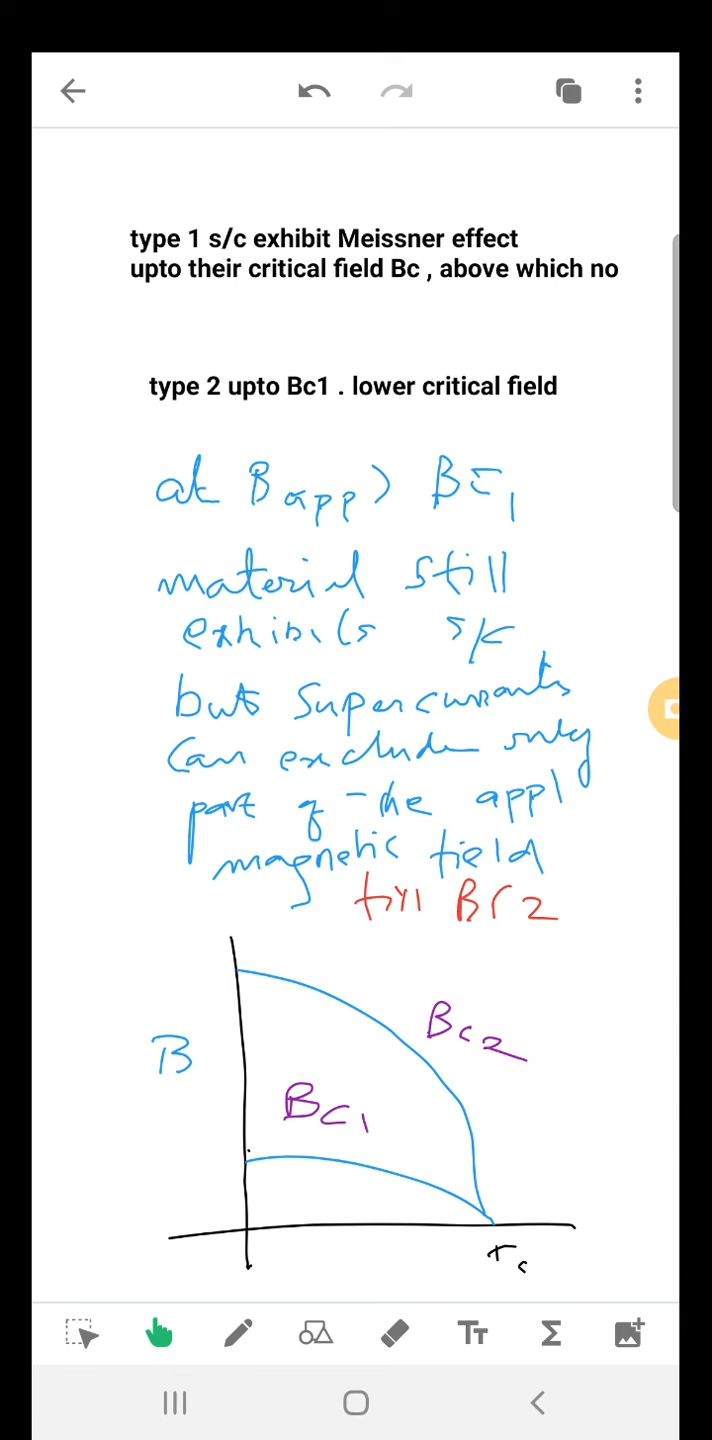 type 1 s/c exhibit Meissner effect
upto their critical field Bc , above which no
type 2 upto Bc1 . lower critical field
at Bapp > Bc1
material still
exhibits s/c
but supercurrents
can exclude only
part of the appl
magnetic field
till Bc2
Bc2
B
Bc1
Tc